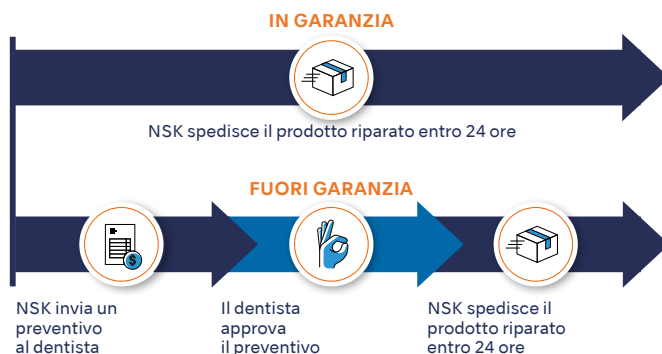 IN GARANZIA
NSK spedisce il prodotto riparato entro 24 ore
FUORI GARANZIA
$
NSK invia un
preventivo
al dentista
Il dentista
approva
il preventivo
NSK spedisce il
prodotto riparato
entro 24 ore